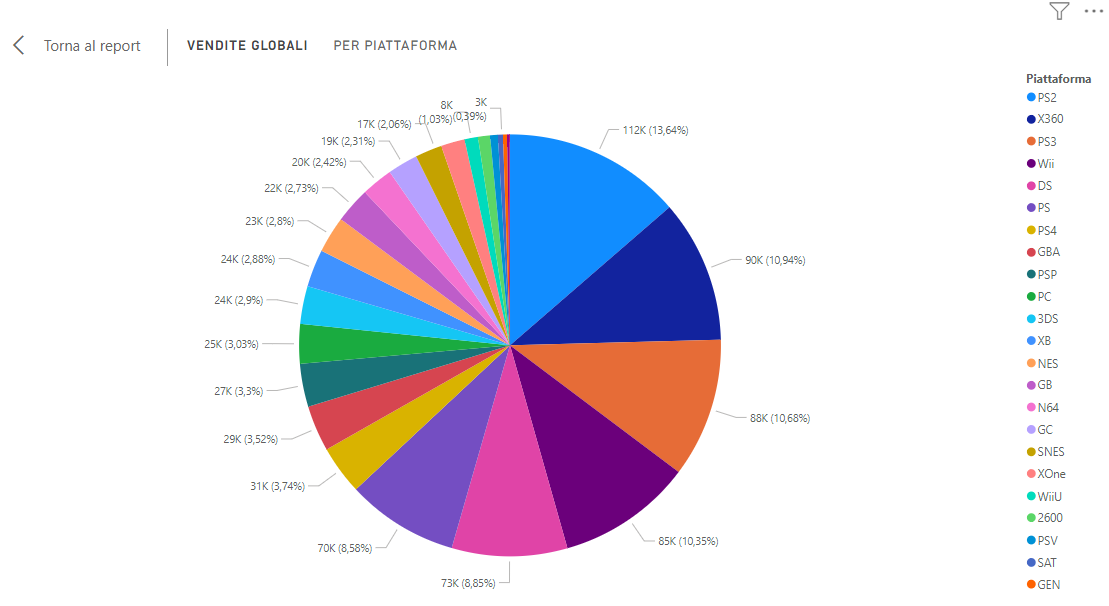 Torna al report
VENDITE GLOBALI PER PIATTAFORMA
Piattaforma
PS2
X360
PS3
Wii
DS
PS
PS4
GBA
PSP
PC
3DS
XB
NES
GB
N64
GC
SNES
XOne
WiiU
2600
PSV
SAT
GEN
112K (13,64%)
90K (10,94%)
88K (10,68%)
85K (10,35%)
73K (8,85%)
70K (8,58%)
31K (3,74%)
29K (3,52%)
27K (3,3%)
25K (3,03%)
24K (2,9%)
24K (2,88%)
23K (2,8%)
22K (2,73%)
20K (2,42%)
19K (2,31%)
17K (2,06%)
8K
(1,03%)
3K
(0,39%)